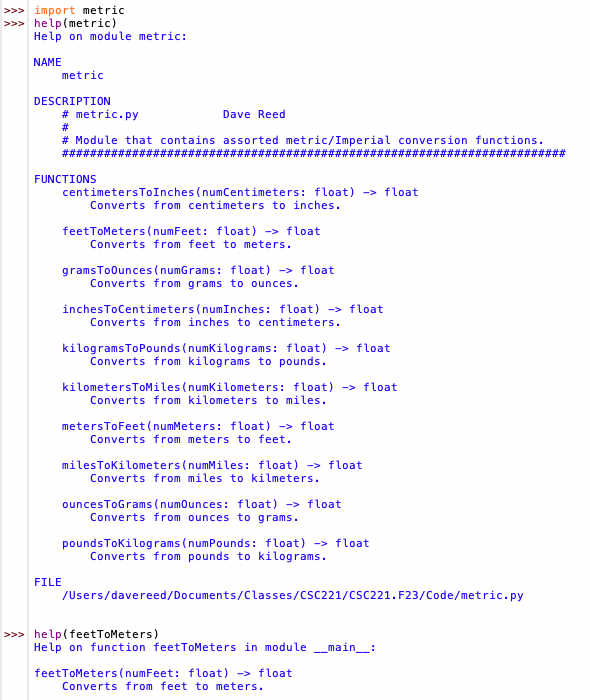 >>> import metric
>>> help(metric)
Help on module metric:
NAME
metric
DESCRIPTION
# metric.py Dave Reed
#
# Module that contains assorted metric/Imperial conversion functions.
########################################################################
FUNCTIONS
centimetersToInches(numCentimeters: float) -> float
Converts from centimeters to inches.
feetToMeters(numFeet: float) -> float
Converts from feet to meters.
gramsToOunces(numGrams: float) -> float
Converts from grams to ounces.
inchesToCentimeters(numInches: float) -> float
Converts from inches to centimeters.
kilogramsToPounds(numKilograms: float) -> float
Converts from kilograms to pounds.
kilometersToMiles(numKilometers: float) -> float
Converts from kilometers to miles.
metersToFeet(numMeters: float) -> float
Converts from meters to feet.
milesToKilometers(numMiles: float) -> float
Converts from miles to kilmeters.
ouncesToGrams(numOunces: float) -> float
Converts from ounces to grams.
poundsToKilograms(numPounds: float) -> float
Converts from pounds to kilograms.
FILE
/Users/davereed/Documents/Classes/CSC221/CSC221.F23/Code/metric.py
>>> help(feetToMeters)
Help on function feetToMeters in module __main__:
feetToMeters(numFeet: float) -> float
Converts from feet to meters.